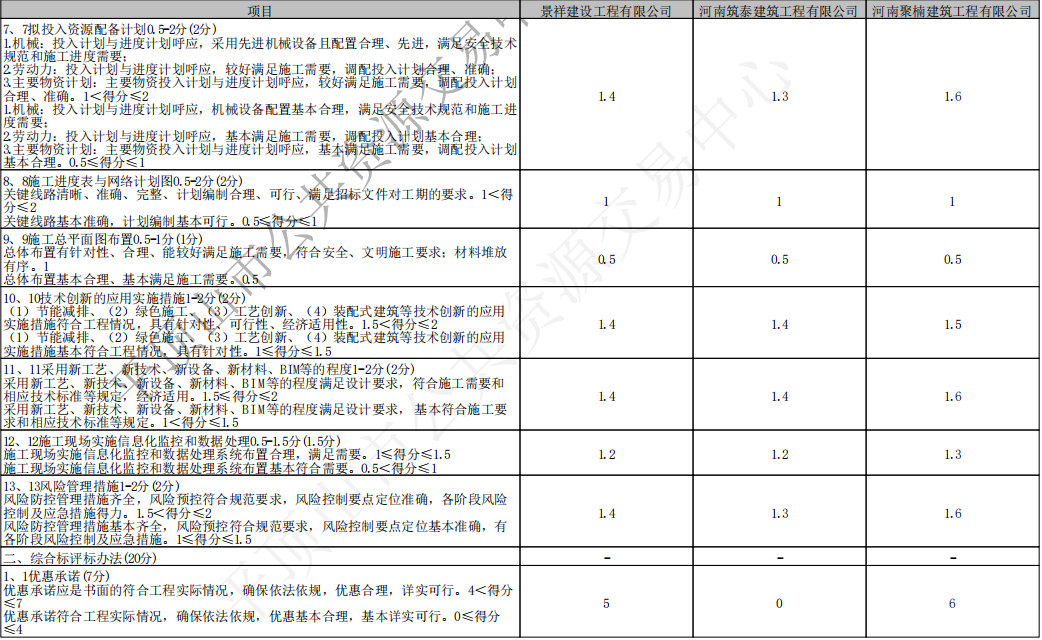 项目 景祥建设工程有限公司 河南筑泰建筑工程有限公司 河南聚楠建筑工程有限公司
7、7拟投入资源配备计划0.5-2分(2分)
1.机械：投入计划与进度计划呼应，采用先进机械设备且配置合理、先进，满足安全技术
规范和施工进度需要；
2.劳动力：投入计划与进度计划呼应，较好满足施工需要，调配投入计划合理、准确；
3.主要物资计划：主要物资投入计划与进度计划呼应，较好满足施工需要，调配投入计划
合理、准确。1＜得分≤2
1.机械：投入计划与进度计划呼应，机械设备配置基本合理，满足安全技术规范和施工进
度需要；
2.劳动力：投入计划与进度计划呼应，基本满足施工需要，调配投入计划基本合理；
3.主要物资计划：主要物资投入计划与进度计划呼应，基本满足施工需要，调配投入计划
基本合理。0.5≤得分≤1
1.4 1.3 1.6
8、8施工进度表与网络计划图0.5-2分(2分)
关键线路清晰、准确、完整、计划编制合理、可行、满足招标文件对工期的要求。1＜得
分≤2
关键线路基本准确，计划编制基本可行。0.5≤得分≤1
1 1 1
9、9施工总平面图布置0.5-1分(1分)
总体布置有针对性、合理、能较好满足施工需要，符合安全、文明施工要求；材料堆放
有序。1
总体布置基本合理、基本满足施工需要。0.5
0.5 0.5 0.5
10、10技术创新的应用实施措施1-2分(2分)
（1）节能减排、（2）绿色施工、（3）工艺创新、（4）装配式建筑等技术创新的应用
实施措施符合工程情况，具有针对性、可行性、经济适用性。1.5＜得分≤2
（1）节能减排、（2）绿色施工、（3）工艺创新、（4）装配式建筑等技术创新的应用
实施措施基本符合工程情况，具有针对性。1≤得分≤1.5
1.4 1.4 1.5
11、11采用新工艺、新技术、新设备、新材料、BIM等的程度1-2分(2分)
采用新工艺、新技术、新设备、新材料、BIM等的程度满足设计要求，符合施工需要和
相应技术标准等规定，经济适用。1.5≤得分≤2
采用新工艺、新技术、新设备、新材料、BIM等的程度满足设计要求，基本符合施工要
求和相应技术标准等规定。1＜得分≤1.5
1.4 1.4 1.6
12、12施工现场实施信息化监控和数据处理0.5-1.5分(1.5分)
施工现场实施信息化监控和数据处理系统布置合理，满足需要。1≤得分≤1.5
施工现场实施信息化监控和数据处理系统布置基本符合需要。0.5＜得分≤1
1.2 1.2 1.3
13、13风险管理措施1-2分(2分)
风险防控管理措施齐全，风险预控符合规范要求，风险控制要点定位准确，各阶段风险
控制及应急措施得力。1.5＜得分≤2
风险防控管理措施基本齐全，风险预控符合规范要求，风险控制要点定位基本准确，有
各阶段风险控制及应急措施。1≤得分≤1.5
1.4 1.3 1.6
二、综合标评标办法(20分) - - -
1、1优惠承诺(7分)
优惠承诺应是书面的符合工程实际情况，确保依法依规，优惠合理，详实可行。4＜得分
≤7
优惠承诺符合工程实际情况，确保依法依规，优惠基本合理，基本详实可行。0≤得分
≤4
5 0 6
平顶山市公共资源交易中心
平顶山市公共资源交易中心